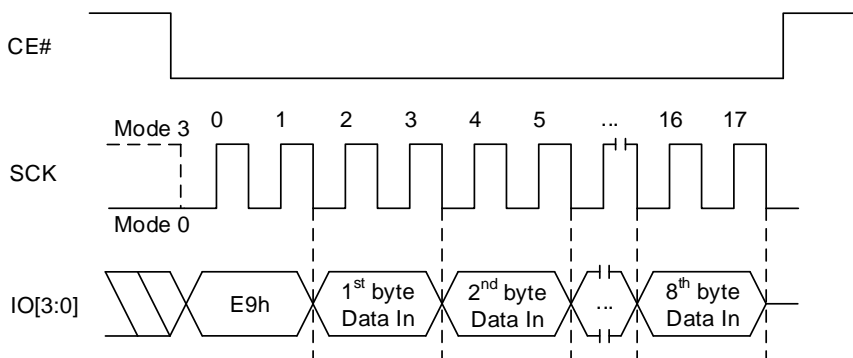 CE#
0 1 2 3 4 5 ... 16 17
Mode 3
SCK
Mode 0
IO[3:0] E9h 1st byte Data In 2nd byte Data In ... 8th byte Data In